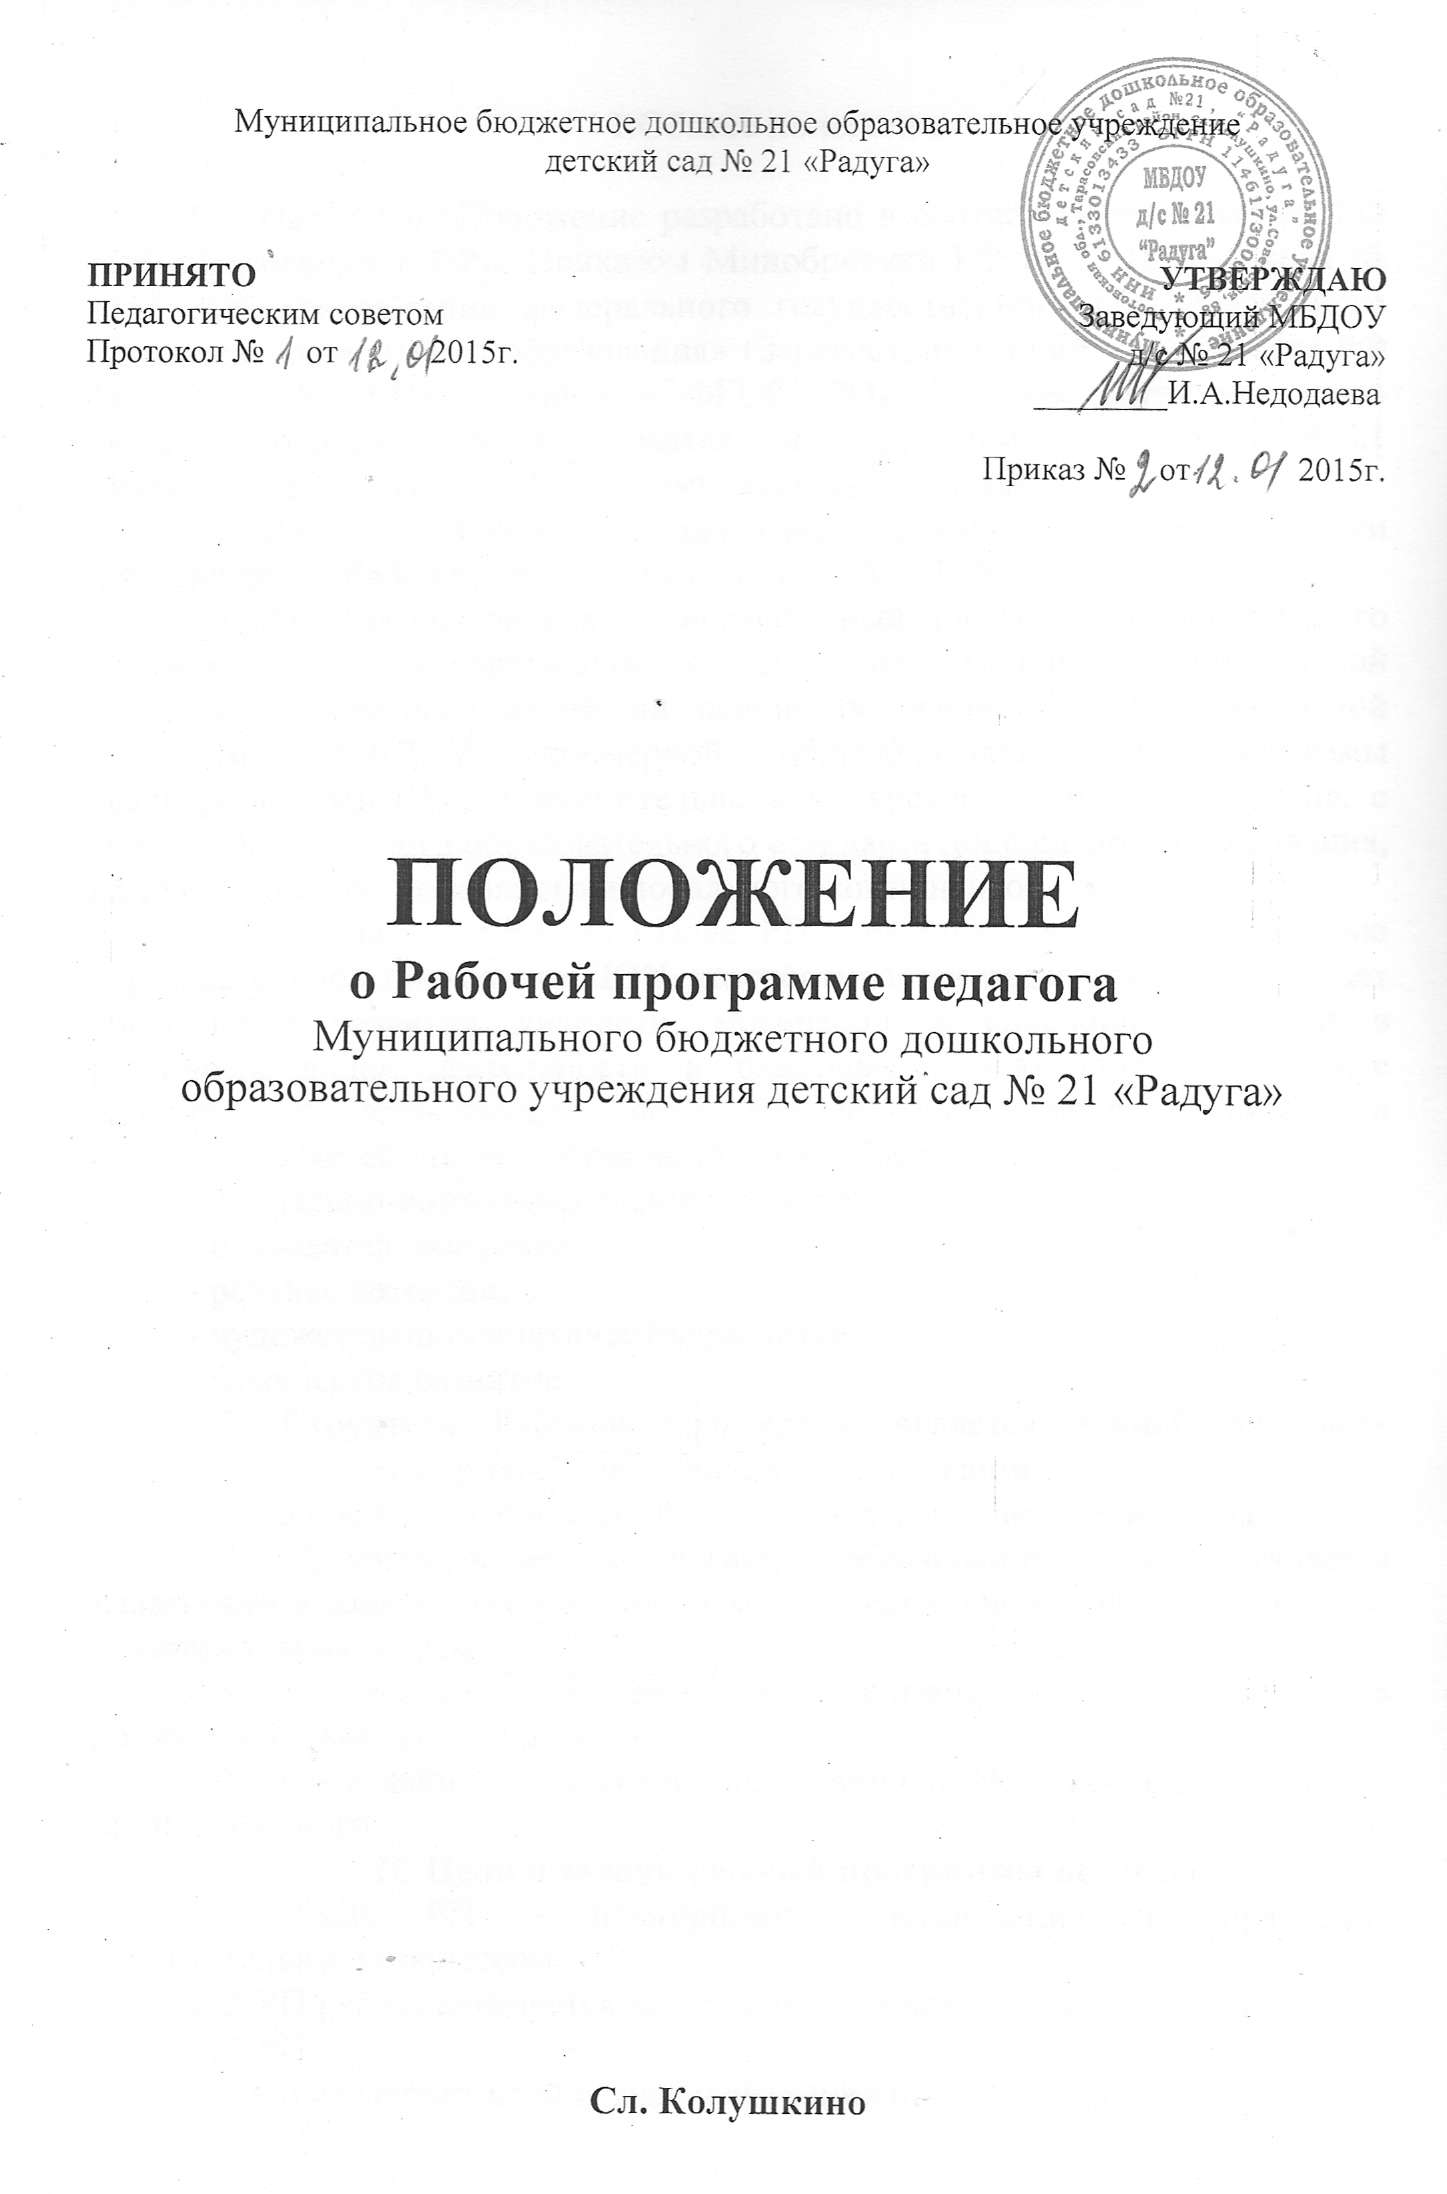 Муниципальное бюджетное дошкольное образовательное учреждение
детский сад № 21 «Радуга»
ПРИНЯТО
Педагогическим советом
Протокол № 1 от 12.01 2015г.
УТВЕРЖДАЮ
Заведующий МБДОУ
д/с № 21 «Радуга»
________И.А.Недодаева
Приказ № 2 от 12.01 2015г.
МБДОУ
д/с № 21
“Радуга”
ПОЛОЖЕНИЕ
о Рабочей программе педагога
Муниципального бюджетного дошкольного
образовательного учреждения детский сад № 21 «Радуга»
Сл. Колушкино